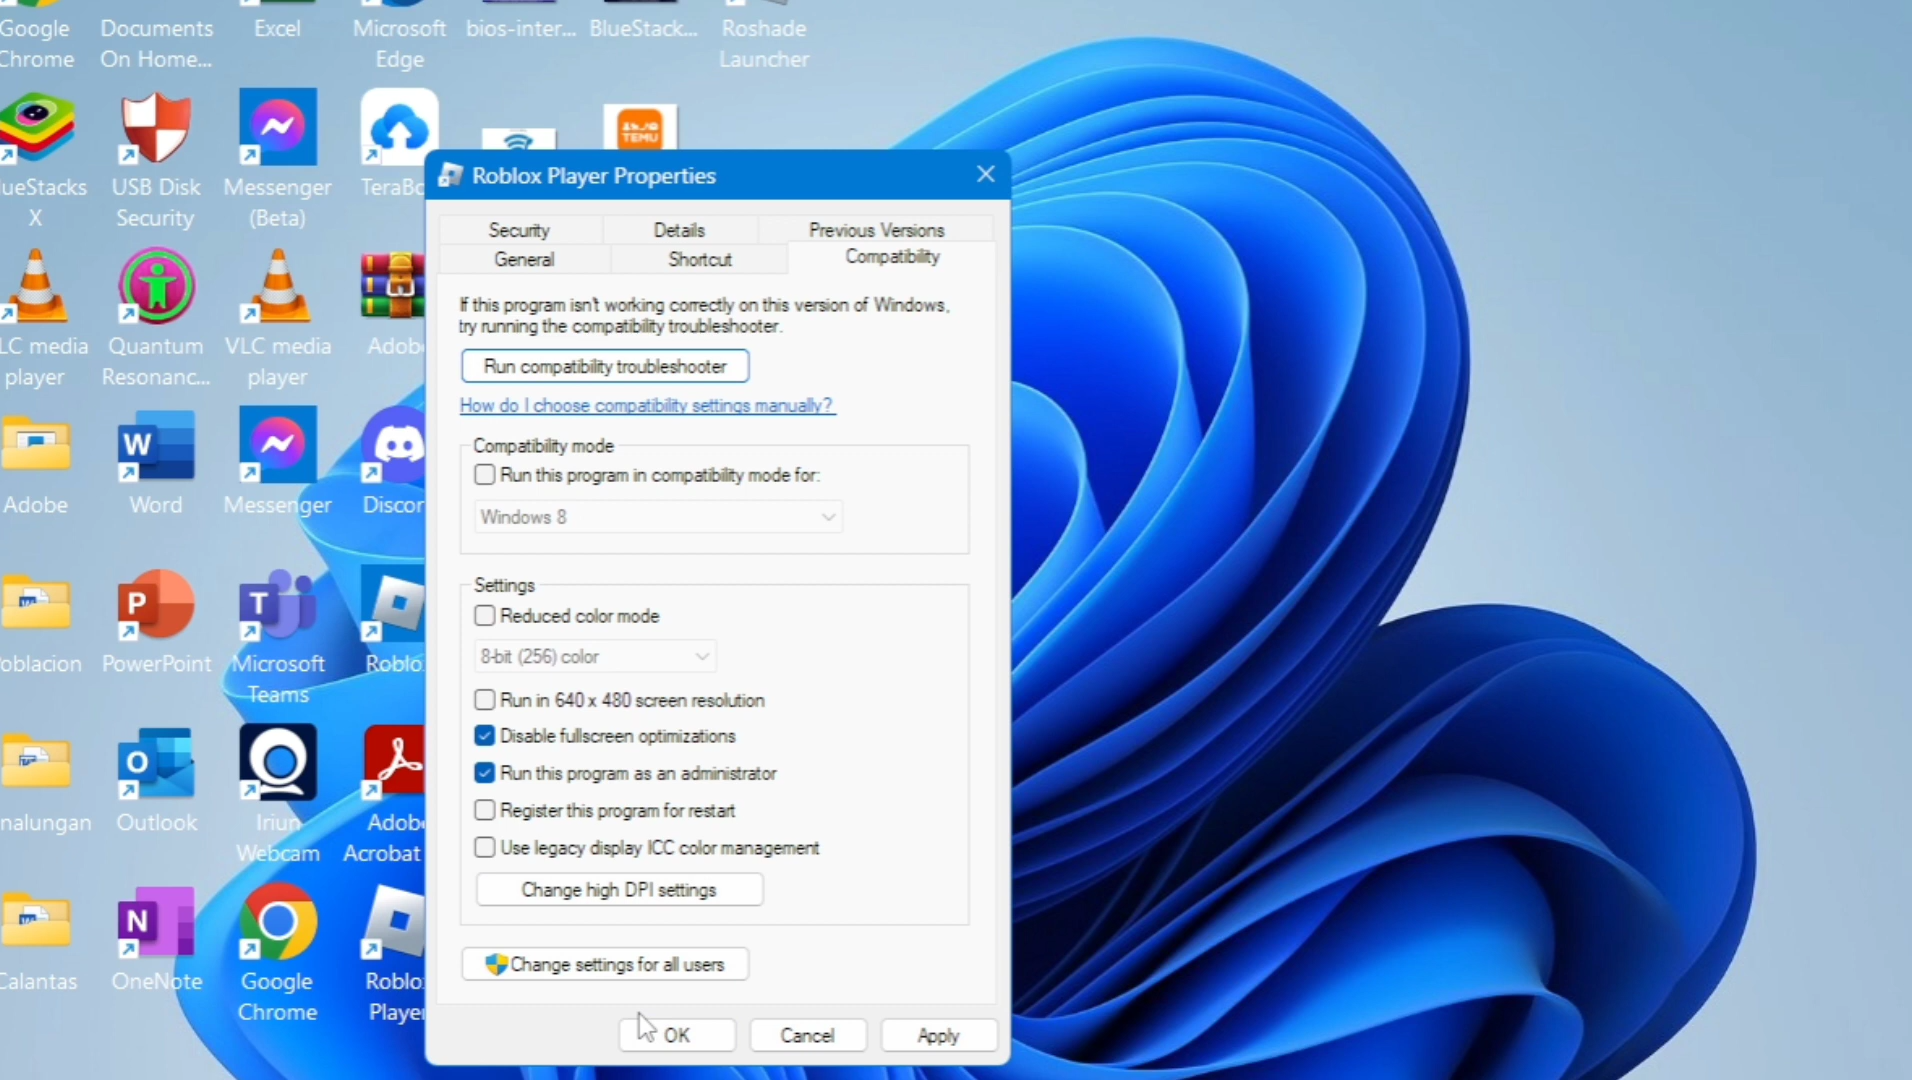 Google
Chrome
Documents
On Home...
Excel
Microsoft
Edge
bios-inter...
BlueStack...
Roshade
Launcher
TEMU
lueStacks
X
USB Disk
Security
Messenger
(Beta)
TeraBo
LC media
player
Quantum
Resonanc...
VLC media
player
Adobe
Adobe
W
Word
Messenger
Discor
oblacion
P
PowerPoint
T
Microsoft
Teams
Roblo
nalungan
O
Outlook
Iriun
Webcam
Adobe
Acrobat
Calantas
N
OneNote
Google
Chrome
Roblox
Player
Roblox Player Properties
Security
Details
Previous Versions
General
Shortcut
Compatibility
If this program isn't working correctly on this version of Windows,
try running the compatibility troubleshooter.
Run compatibility troubleshooter
How do I choose compatibility settings manually?
Compatibility mode
Run this program in compatibility mode for:
Windows 8
Settings
Reduced color mode
8-bit (256) color
Run in 640 x 480 screen resolution
Disable fullscreen optimizations
Run this program as an administrator
Register this program for restart
Use legacy display ICC color management
Change high DPI settings
Change settings for all users
OK
Cancel
Apply